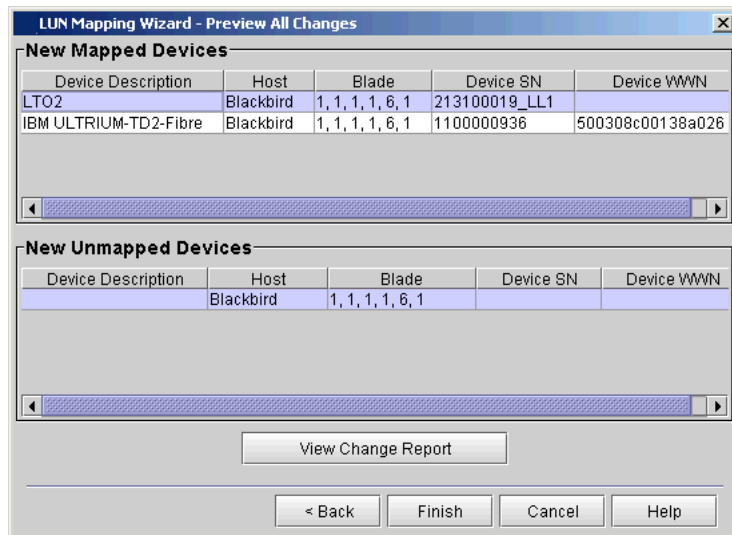 LUN Mapping Wizard - Preview All Changes
New Mapped Devices
Device Description Host Blade Device SN Device WWN
LTO2 Blackbird 1, 1, 1, 1, 6, 1 213100019_LL1
IBM ULTRIUM-TD2-Fibre Blackbird 1, 1, 1, 1, 6, 1 1100000936 500308c00138a026
New Unmapped Devices
Device Description Host Blade Device SN Device WWN
Blackbird 1, 1, 1, 1, 6, 1
View Change Report
< Back Finish Cancel Help